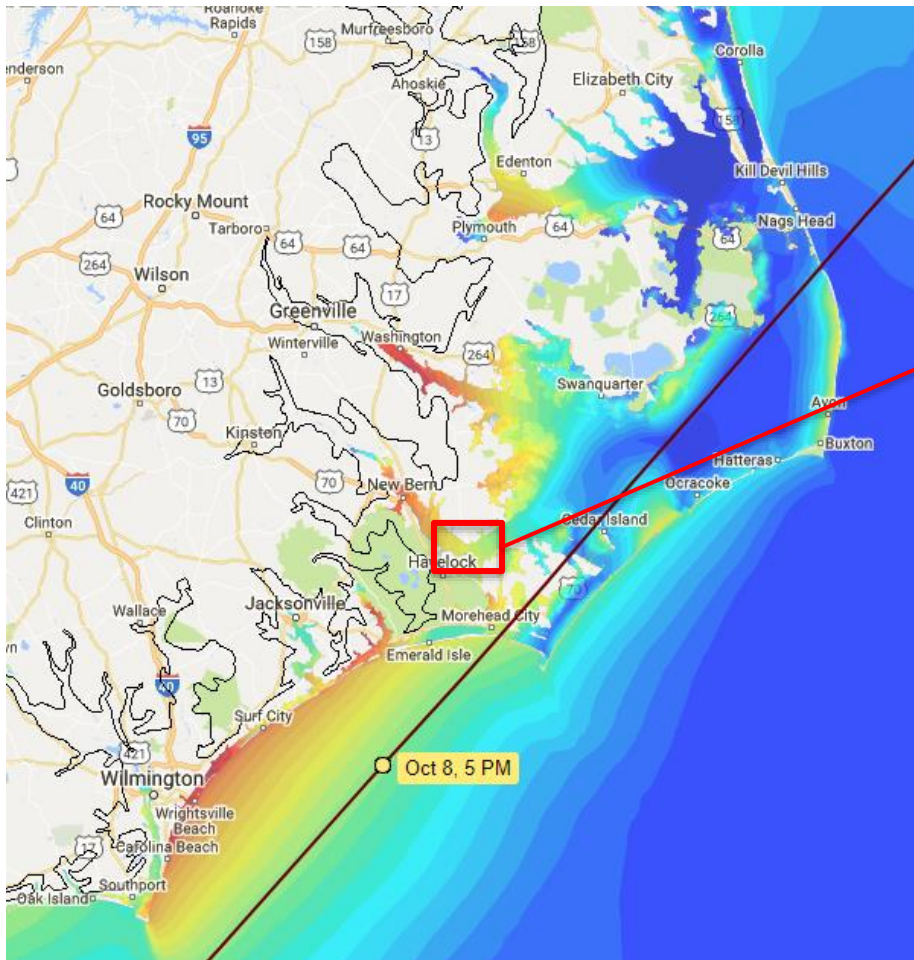 Roanoke
Rapids
Murfreesboro
158
58
Corolla
enderson
Ahoskie
Elizabeth City
95
13
158
Edenton
Kill Devil Hills
64
Rocky Mount
Tarboro
64
64
Plymouth
64
Nags Head
64
264
Wilson
17
Greenville
264
Winterville
Washington
264
Goldsboro
13
Swanquarter
70
Avon
Kinston
Buxton
Hatteras
421
40
70
New Bern
Ocracoke
Clinton
Cedar Island
Havelock
70
Wallace
Jacksonville
Morehead City
Emerald Isle
40
Surf City
421
Oct 8, 5 PM
Wilmington
Wrightsville
Beach
17
Carolina Beach
Southport
Oak Island